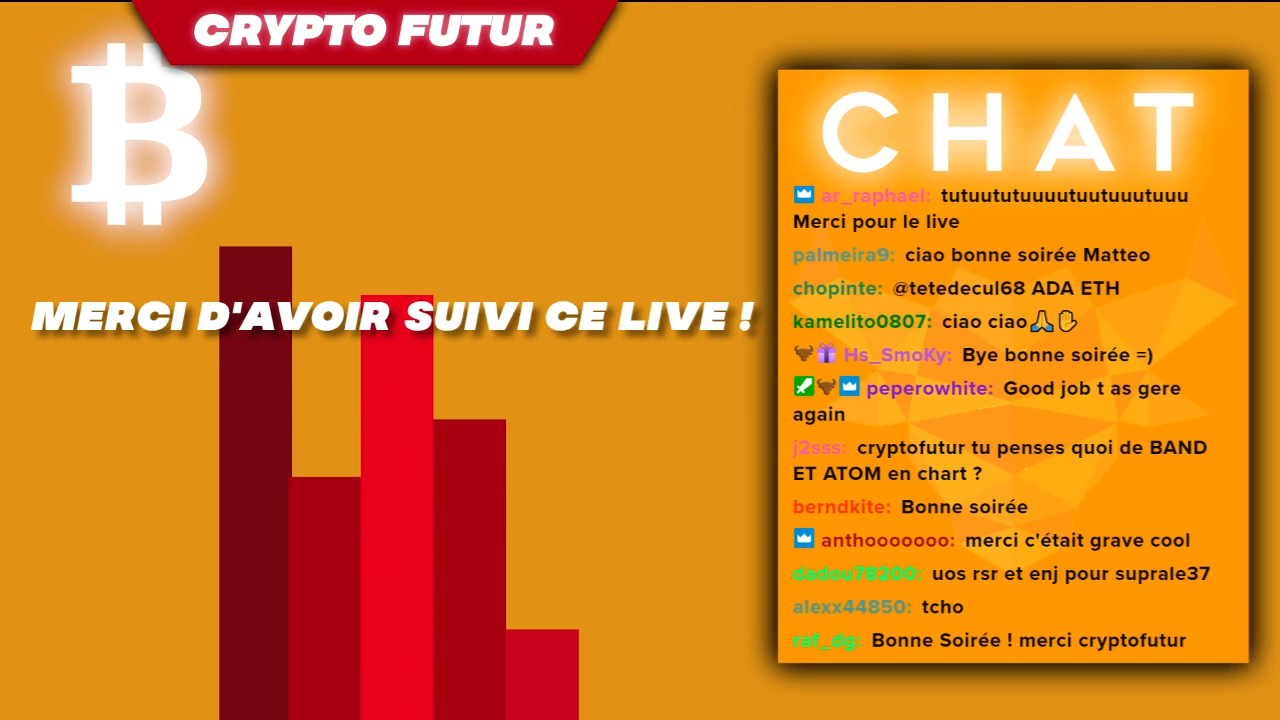 CRYPTO FUTUR
MERCI D'AVOIR SUIVI CE LIVE !
CHAT
ar_raphael: tutuututuuuutuutuuutuuu
Merci pour le live
palmeira9: ciao bonne soirée Matteo
chopinte: @tetedecul68 ADA ETH
kamelito0807: ciao ciao🙏✋
Hs_SmoKy: Bye bonne soirée =)
peperowhite: Good job t as gere
again
j2sss: cryptofutur tu penses quoi de BAND
ET ATOM en chart ?
berndkite: Bonne soirée
anthooooooo: merci c'était grave cool
dadou78200: uos rsr et enj pour suprale37
alexx44850: tcho
raf_dg: Bonne Soirée ! merci cryptofutur